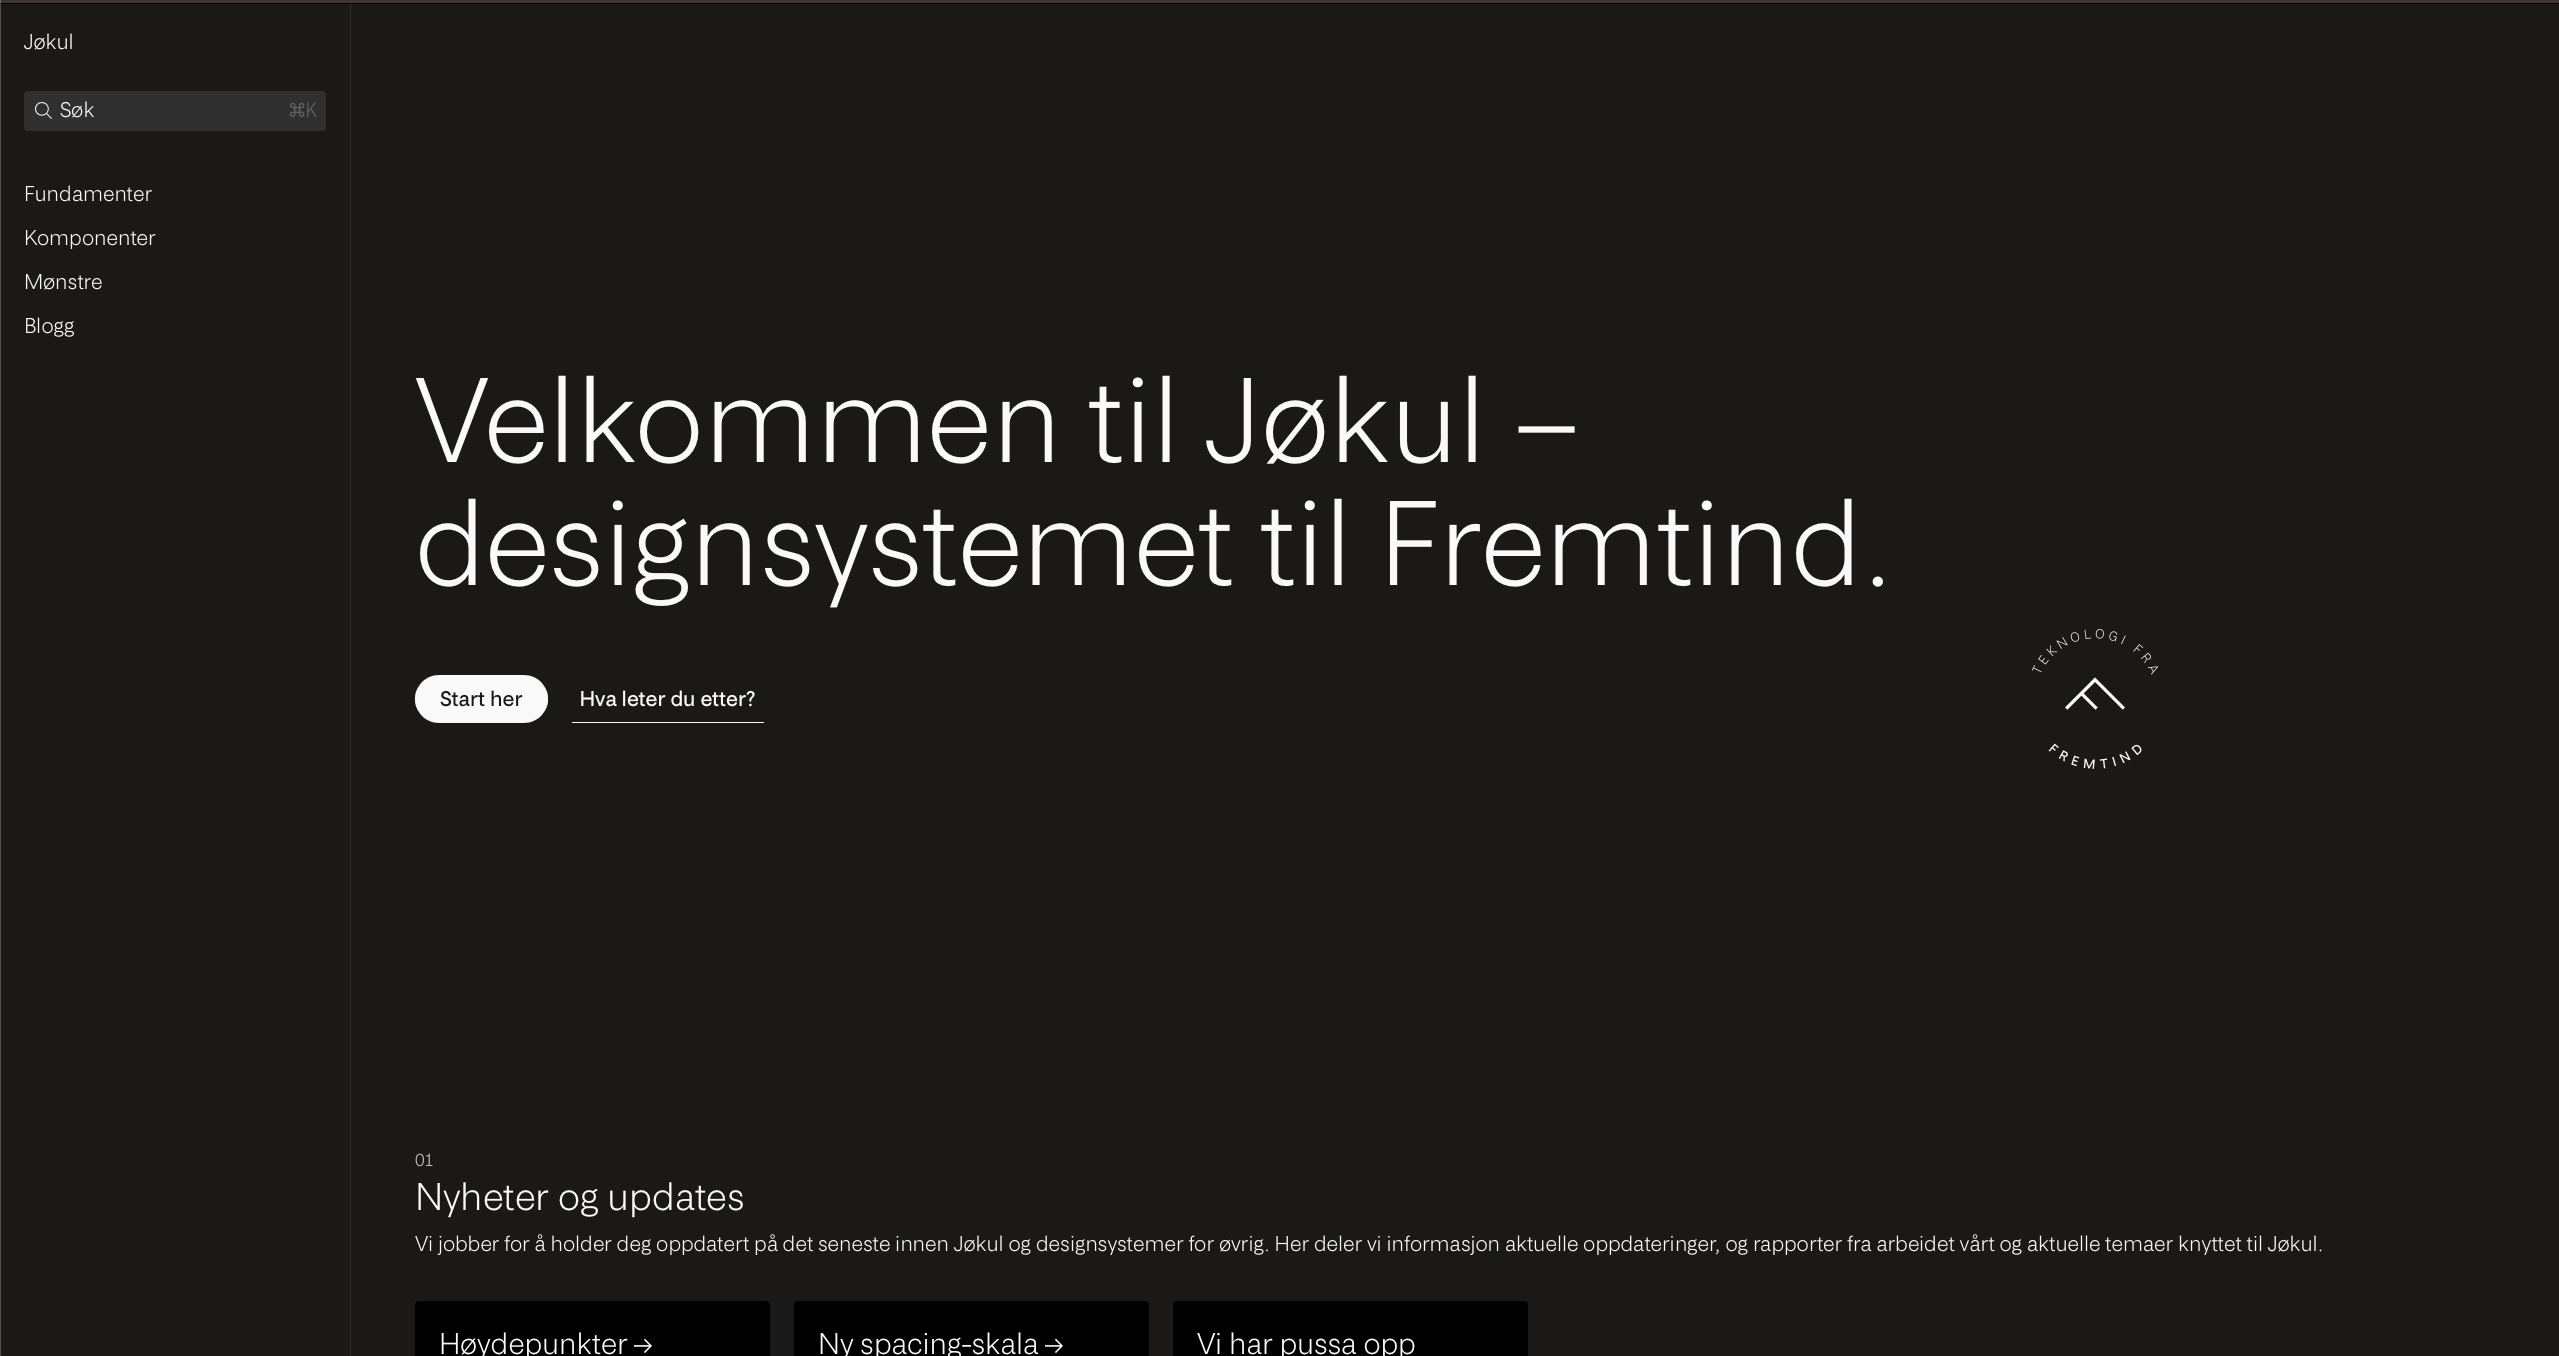 Jøkul
Søk ⌘K
Fundamenter
Komponenter
Mønstre
Blogg
Velkommen til Jøkul –
designsystemet til Fremtind.
Start her
Hva leter du etter?
TEKNOLOGI FRA
FREMTIND
01
Nyheter og updates
Vi jobber for å holder deg oppdatert på det seneste innen Jøkul og designsystemer for øvrig. Her deler vi informasjon aktuelle oppdateringer, og rapporter fra arbeidet vårt og aktuelle temaer knyttet til Jøkul.
Høydepunkter →
Ny spacing-skala →
Vi har pussa opp